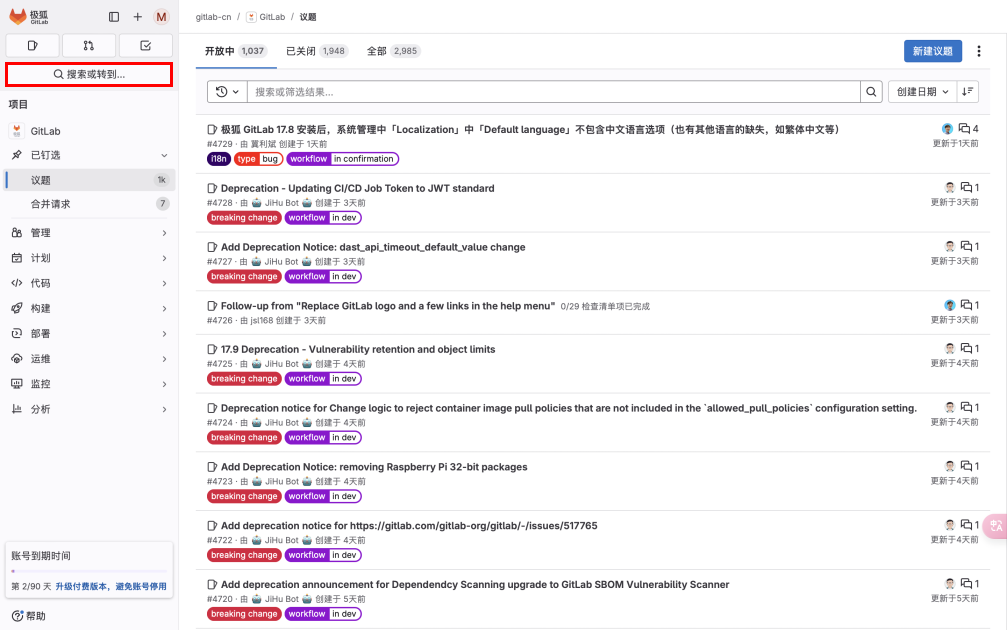 极狐
GitLab
M
搜索或转到...
项目
GitLab
已钉选
议题 1k
合并请求 7
管理
计划
代码
构建
部署
运维
监控
分析
账号到期时间
第 2/90 天 升级付费版本，避免账号停用
帮助
gitlab-cn / GitLab / 议题
开放中 1,037 已关闭 1,948 全部 2,985
新建议题
搜索或筛选结果...
创建日期
极狐 GitLab 17.8 安装后，系统管理中「Localization」中「Default language」不包含中文语言选项（也有其他语言的缺失，如繁体中文等） 4
#4729 · 由 冀利斌 创建于 1天前 更新于1天前
i18n type bug workflow in confirmation
Deprecation - Updating CI/CD Job Token to JWT standard 1
#4728 · 由 🤖 JiHu Bot 🤖 创建于 3天前 更新于3天前
breaking change workflow in dev
Add Deprecation Notice: dast_api_timeout_default_value change 1
#4727 · 由 🤖 JiHu Bot 🤖 创建于 3天前 更新于3天前
breaking change workflow in dev
Follow-up from "Replace GitLab logo and a few links in the help menu" 0/29 检查清单项已完成 1
#4726 · 由 jsl168 创建于 3天前 更新于3天前
17.9 Deprecation - Vulnerability retention and object limits 1
#4725 · 由 🤖 JiHu Bot 🤖 创建于 4天前 更新于4天前
breaking change workflow in dev
Deprecation notice for Change logic to reject container image pull policies that are not included in the `allowed_pull_policies` configuration setting. 1
#4724 · 由 🤖 JiHu Bot 🤖 创建于 4天前 更新于4天前
breaking change workflow in dev
Add Deprecation Notice: removing Raspberry Pi 32-bit packages 1
#4723 · 由 🤖 JiHu Bot 🤖 创建于 4天前 更新于4天前
breaking change workflow in dev
Add deprecation notice for https://gitlab.com/gitlab-org/gitlab/-/issues/517765 1
#4722 · 由 🤖 JiHu Bot 🤖 创建于 4天前 更新于4天前
breaking change workflow in dev
Add deprecation announcement for Dependendcy Scanning upgrade to GitLab SBOM Vulnerability Scanner 1
#4720 · 由 🤖 JiHu Bot 🤖 创建于 5天前 更新于5天前
breaking change workflow in dev